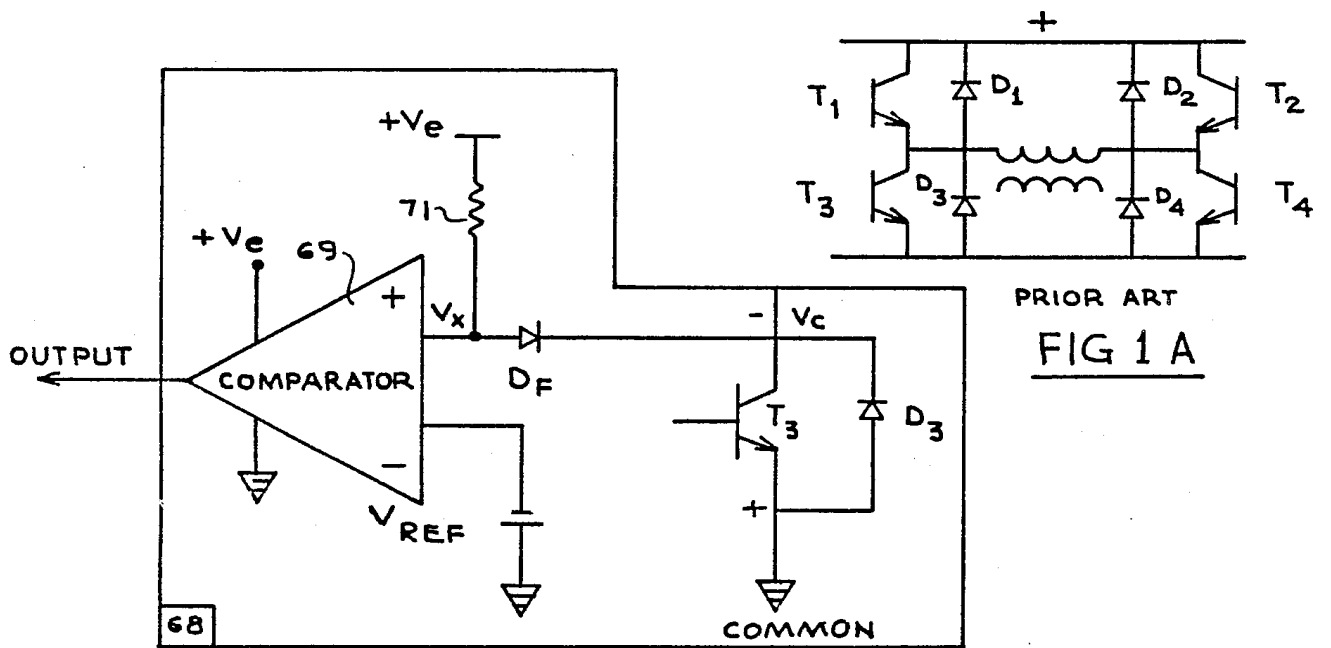 +
T1
D1
D2
T2
T3
D3
D4
T4
PRIOR ART
FIG 1 A
+Ve
71
+Ve
69
+
Vx
DF
- Vc
OUTPUT
COMPARATOR
T3
D3
-
VREF
+
68
COMMON